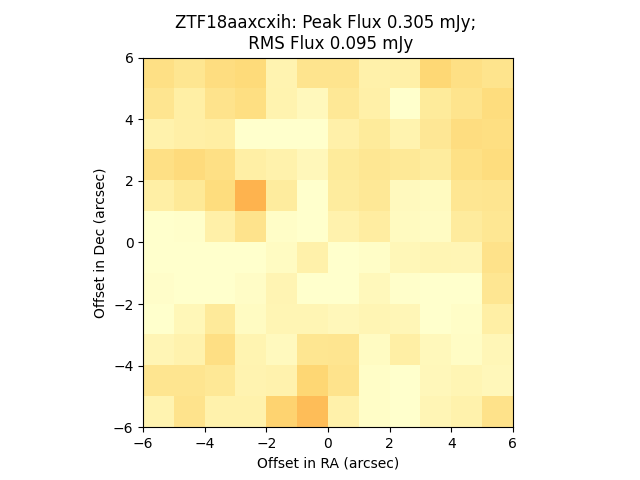 ZTF18aaxcxih: Peak Flux 0.305 mJy;
RMS Flux 0.095 mJy
6
4
2
0
−2
−4
−6
Offset in Dec (arcsec)
−6 −4 −2 0 2 4 6
Offset in RA (arcsec)